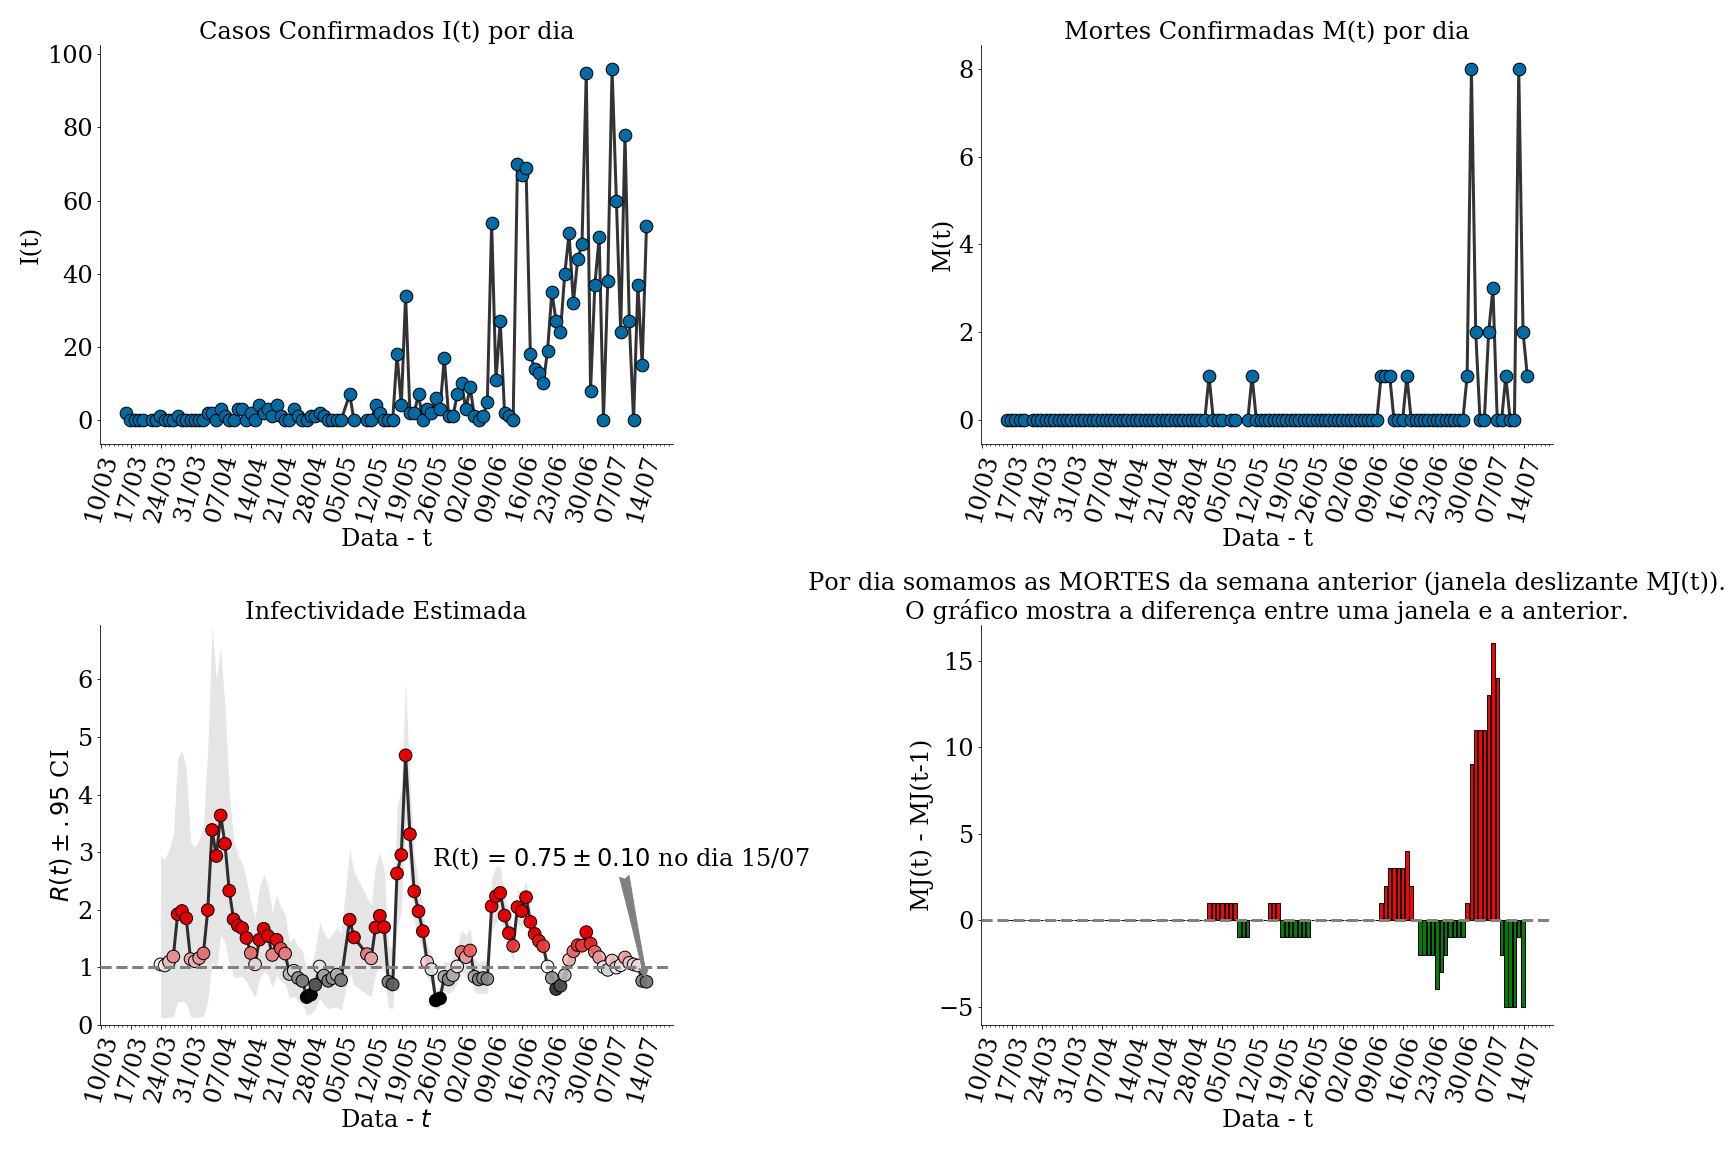 Casos Confirmados I(t) por dia
I(t)
100
80
60
40
20
0
10/03 17/03 24/03 31/03 07/04 14/04 21/04 28/04 05/05 12/05 19/05 26/05 02/06 09/06 16/06 23/06 30/06 07/07 14/07
Data - t
Mortes Confirmadas M(t) por dia
M(t)
8
6
4
2
0
10/03 17/03 24/03 31/03 07/04 14/04 21/04 28/04 05/05 12/05 19/05 26/05 02/06 09/06 16/06 23/06 30/06 07/07 14/07
Data - t
Infectividade Estimada
R(t) ± .95 CI
6
5
4
3
2
1
0
R(t) = 0.75 ± 0.10 no dia 15/07
10/03 17/03 24/03 31/03 07/04 14/04 21/04 28/04 05/05 12/05 19/05 26/05 02/06 09/06 16/06 23/06 30/06 07/07 14/07
Data - t
Por dia somamos as MORTES da semana anterior (janela deslizante MJ(t)).
O gráfico mostra a diferença entre uma janela e a anterior.
MJ(t) - MJ(t-1)
15
10
5
0
−5
10/03 17/03 24/03 31/03 07/04 14/04 21/04 28/04 05/05 12/05 19/05 26/05 02/06 09/06 16/06 23/06 30/06 07/07 14/07
Data - t